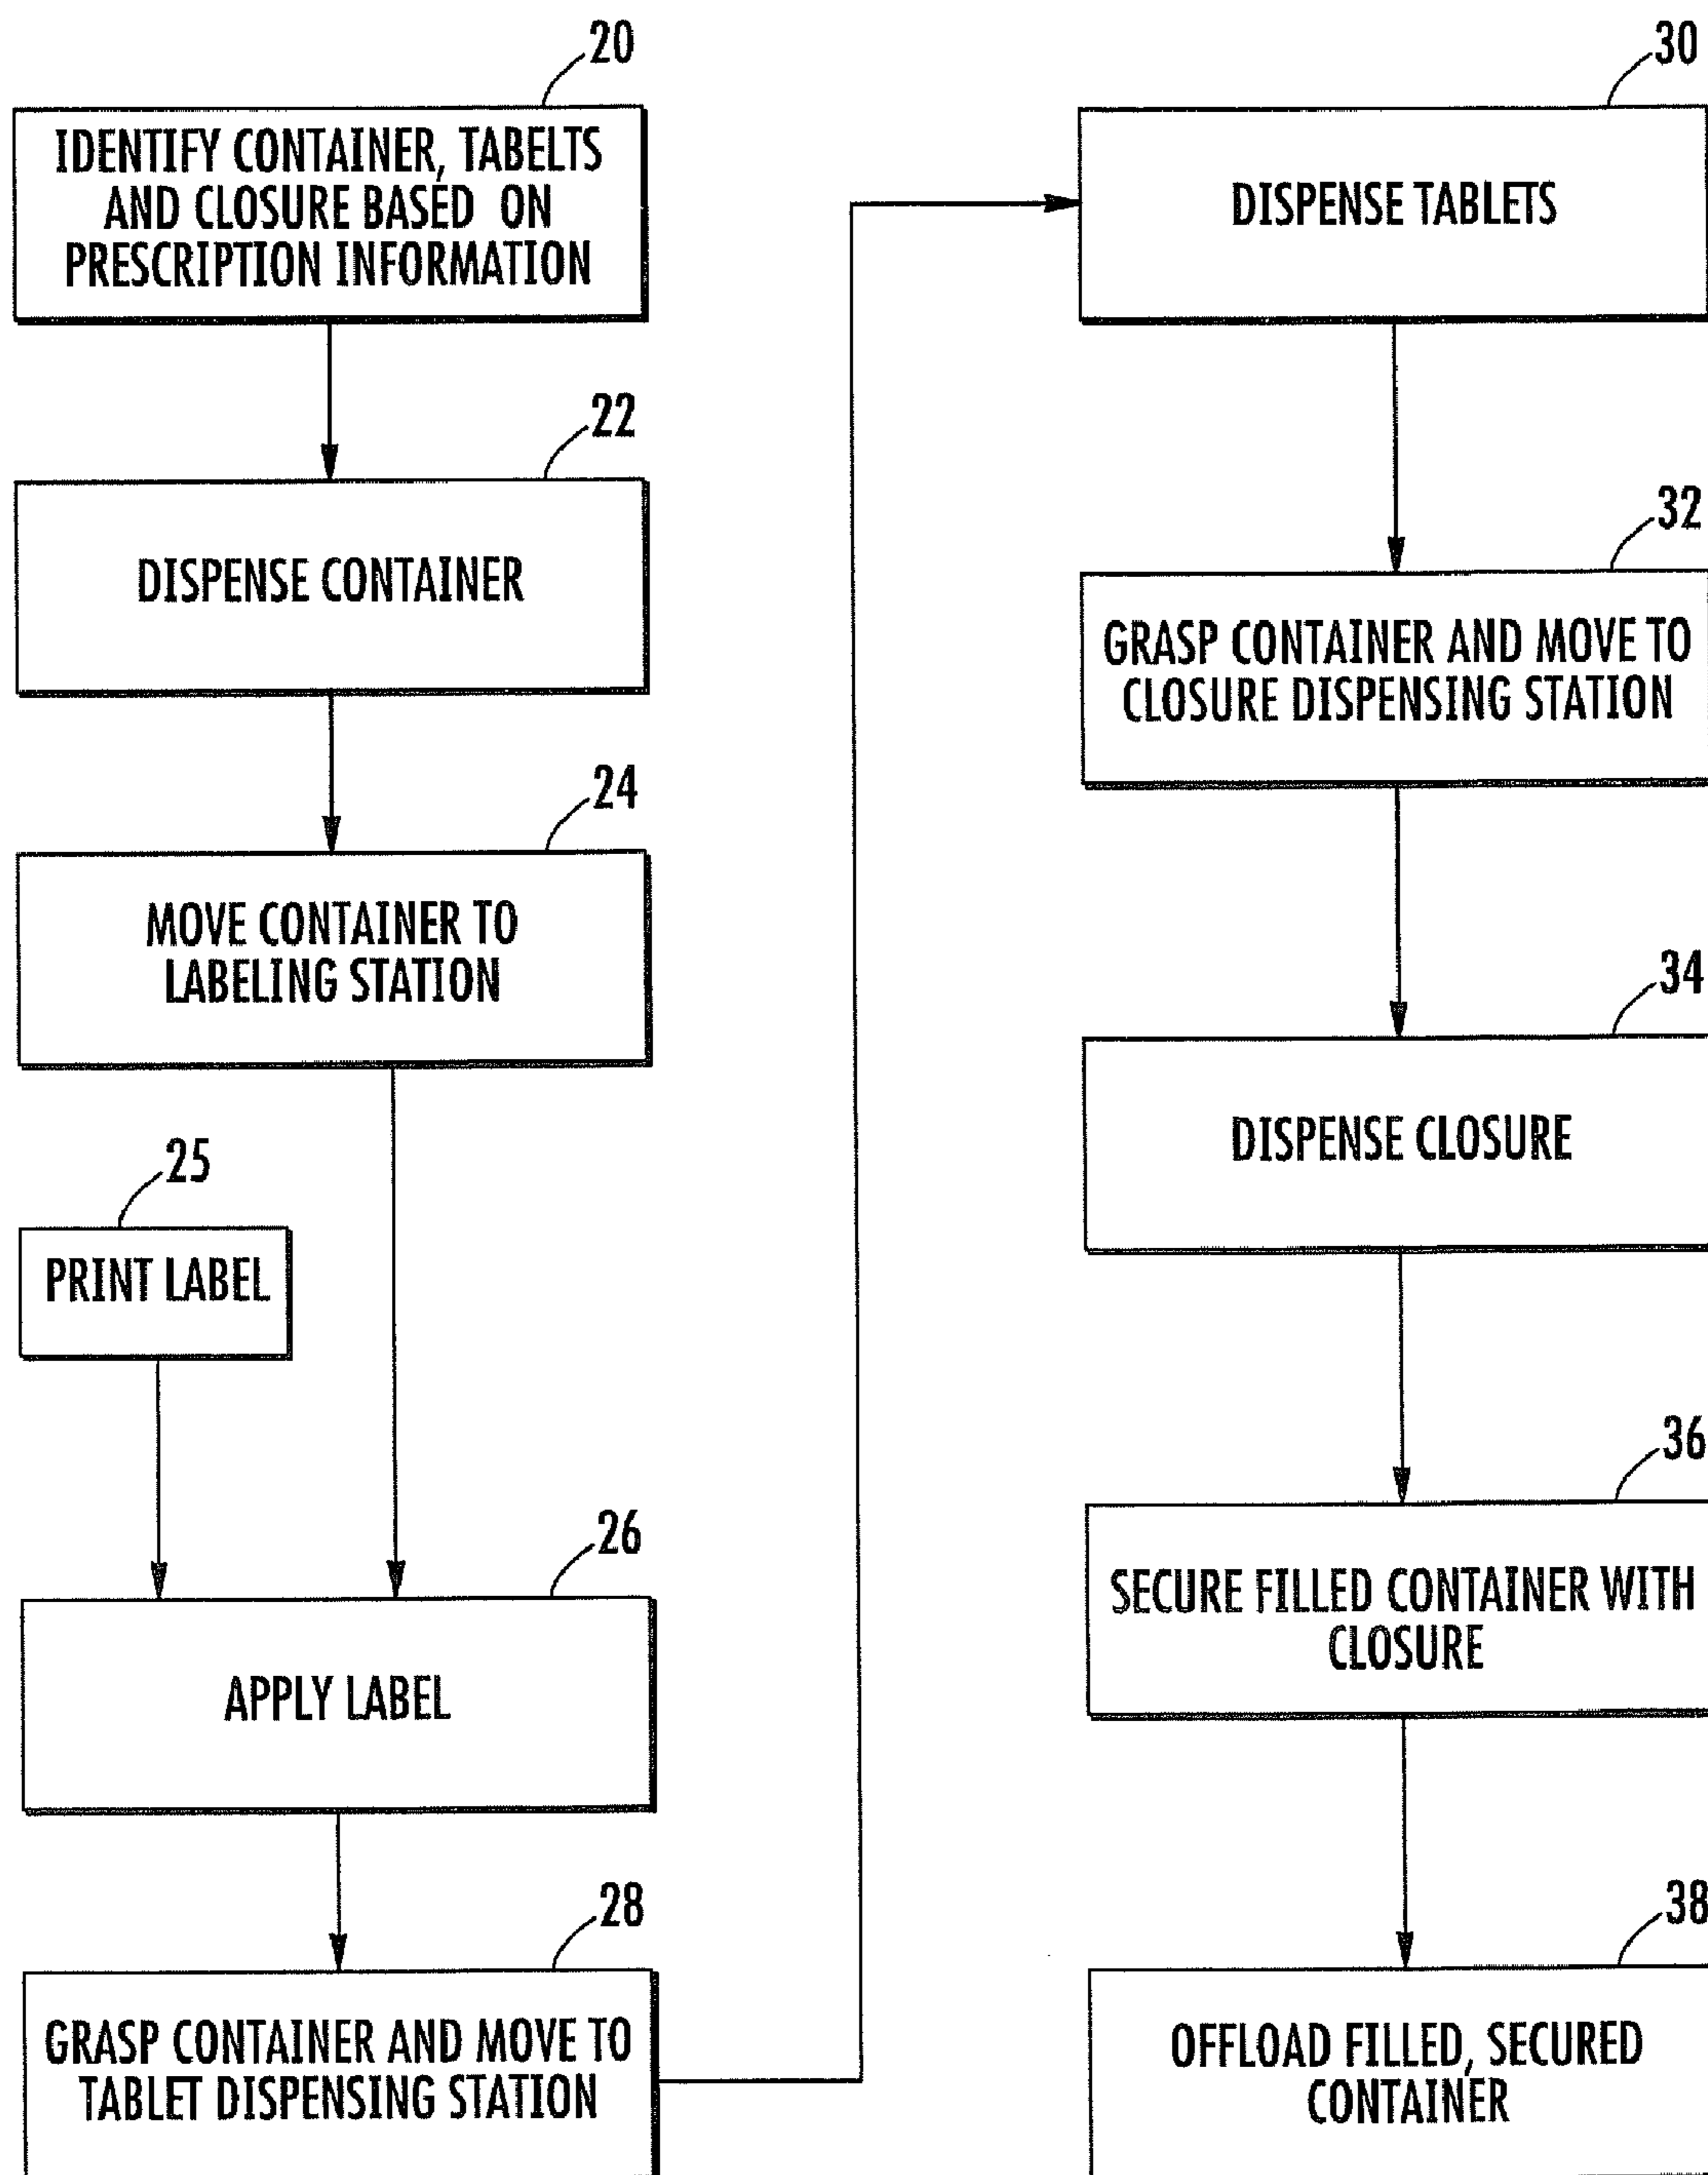 20
IDENTIFY CONTAINER, TABELTS
AND CLOSURE BASED ON
PRESCRIPTION INFORMATION
22
DISPENSE CONTAINER
24
MOVE CONTAINER TO
LABELING STATION
25
PRINT LABEL
26
APPLY LABEL
28
GRASP CONTAINER AND MOVE TO
TABLET DISPENSING STATION
30
DISPENSE TABLETS
32
GRASP CONTAINER AND MOVE TO
CLOSURE DISPENSING STATION
34
DISPENSE CLOSURE
36
SECURE FILLED CONTAINER WITH
CLOSURE
38
OFFLOAD FILLED, SECURED
CONTAINER